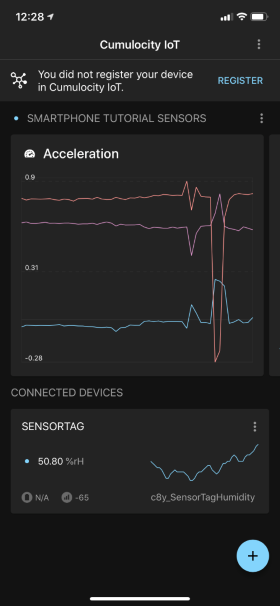 12:28
Cumulocity IoT
You did not register your device
in Cumulocity IoT.
REGISTER
SMARTPHONE TUTORIAL SENSORS
Acceleration
0.9
0.31
-0.28
CONNECTED DEVICES
SENSORTAG
50.80 %rH
N/A
-65
c8y_SensorTagHumidity
+